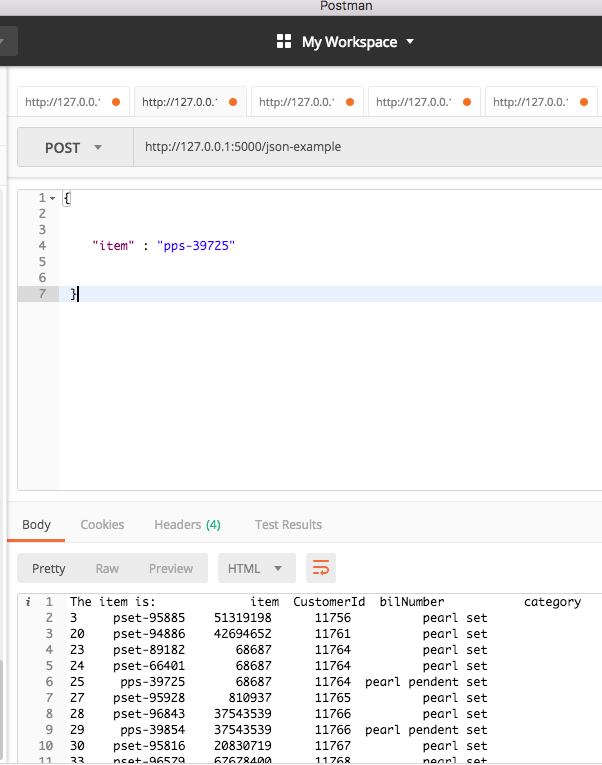 Postman
My Workspace
http://127.0.0.' http://127.0.0.' http://127.0.0.' http://127.0.0.' http://127.0.0.'
POST http://127.0.0.1:5000/json-example
1 {
2
3
4 "item" : "pps-39725"
5
6
7 }
Body Cookies Headers (4) Test Results
Pretty Raw Preview HTML
i 1 The item is: item CustomerId bilNumber category
2 3 pset-95885 51319198 11756 pearl set
3 20 pset-94886 42694652 11761 pearl set
4 23 pset-89182 68687 11764 pearl set
5 24 pset-66401 68687 11764 pearl set
6 25 pps-39725 68687 11764 pearl pendent set
7 27 pset-95928 810937 11765 pearl set
8 28 pset-96843 37543539 11766 pearl set
9 29 pps-39854 37543539 11766 pearl pendent set
10 30 pset-95816 20830719 11767 pearl set
11 33 pset-96579 67678400 11768 pearl set